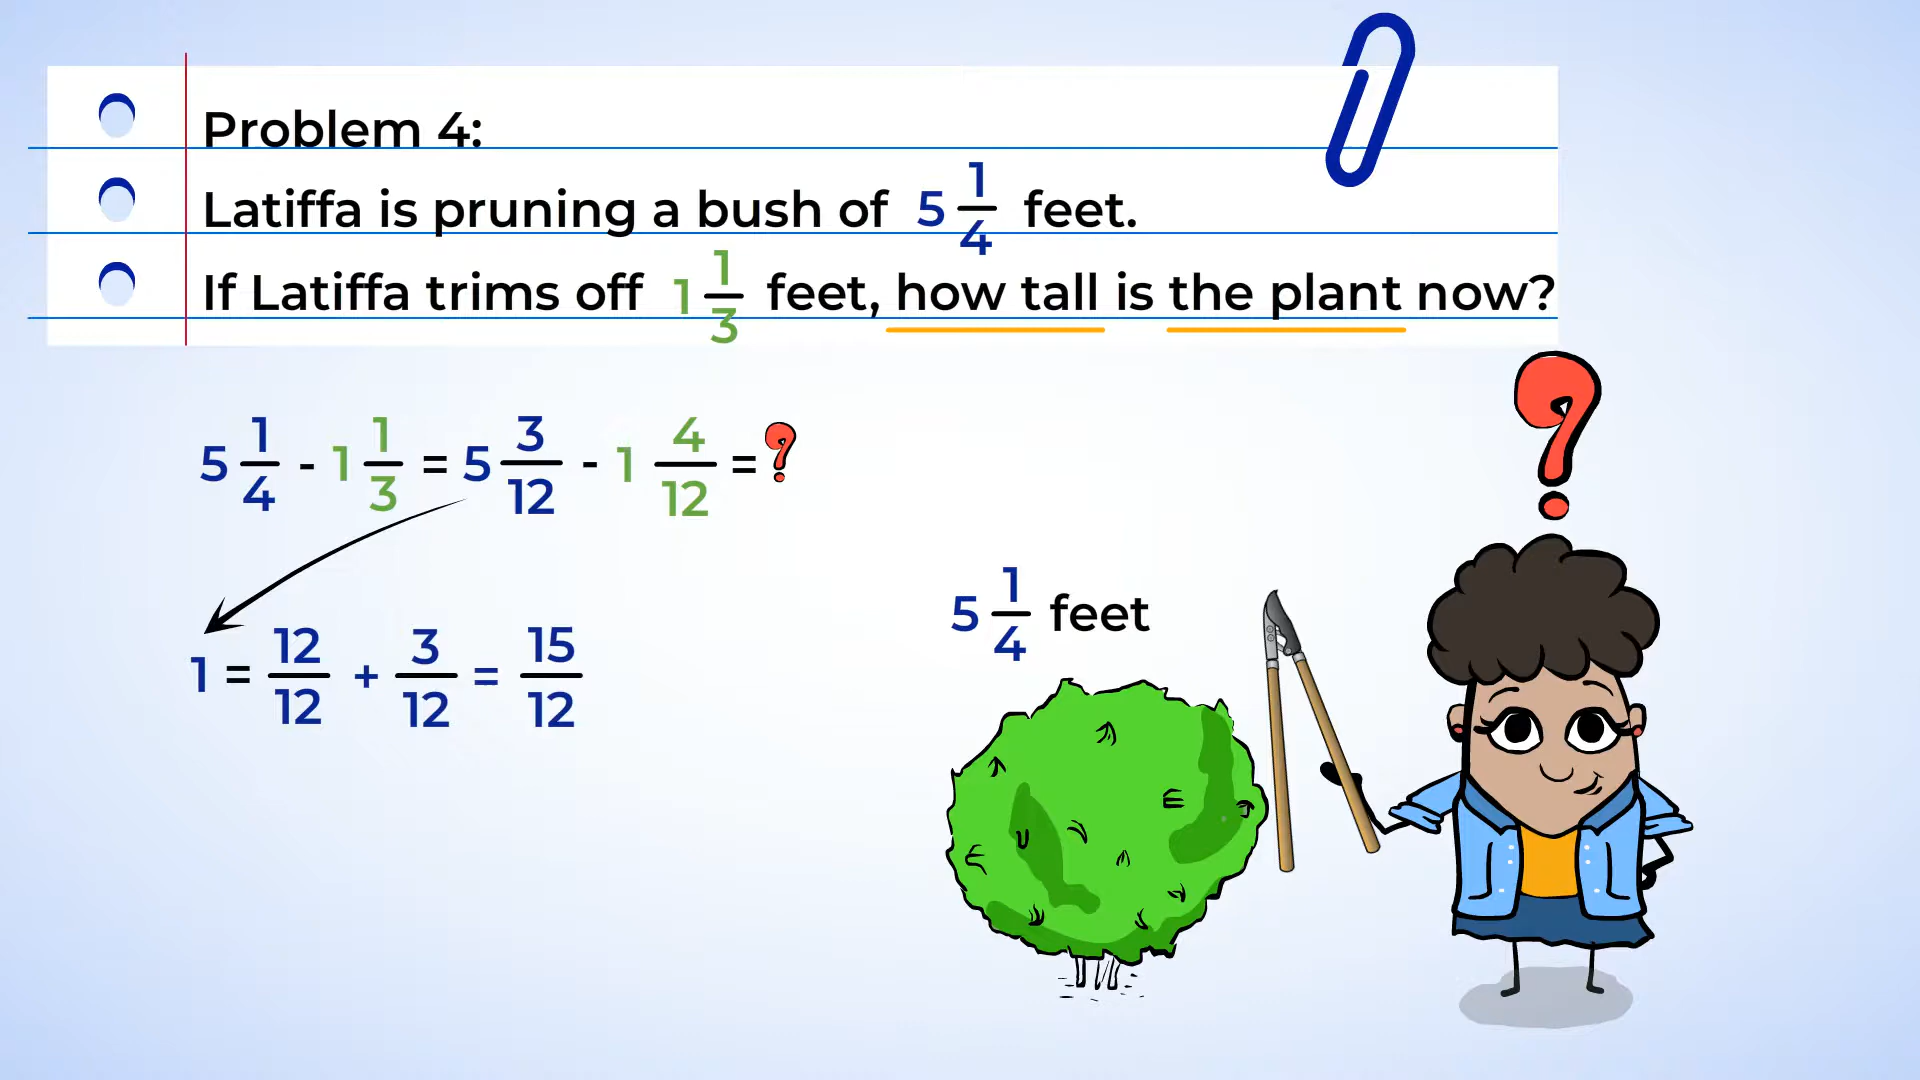 Problem 4:
Latiffa is pruning a bush of 5 1/4 feet.
If Latiffa trims off 1 1/3 feet, how tall is the plant now?
5 1/4 - 1 1/3 = 5 3/12 - 1 4/12 = ?
?
5 1/4 feet
1 = 12/12 + 3/12 = 15/12